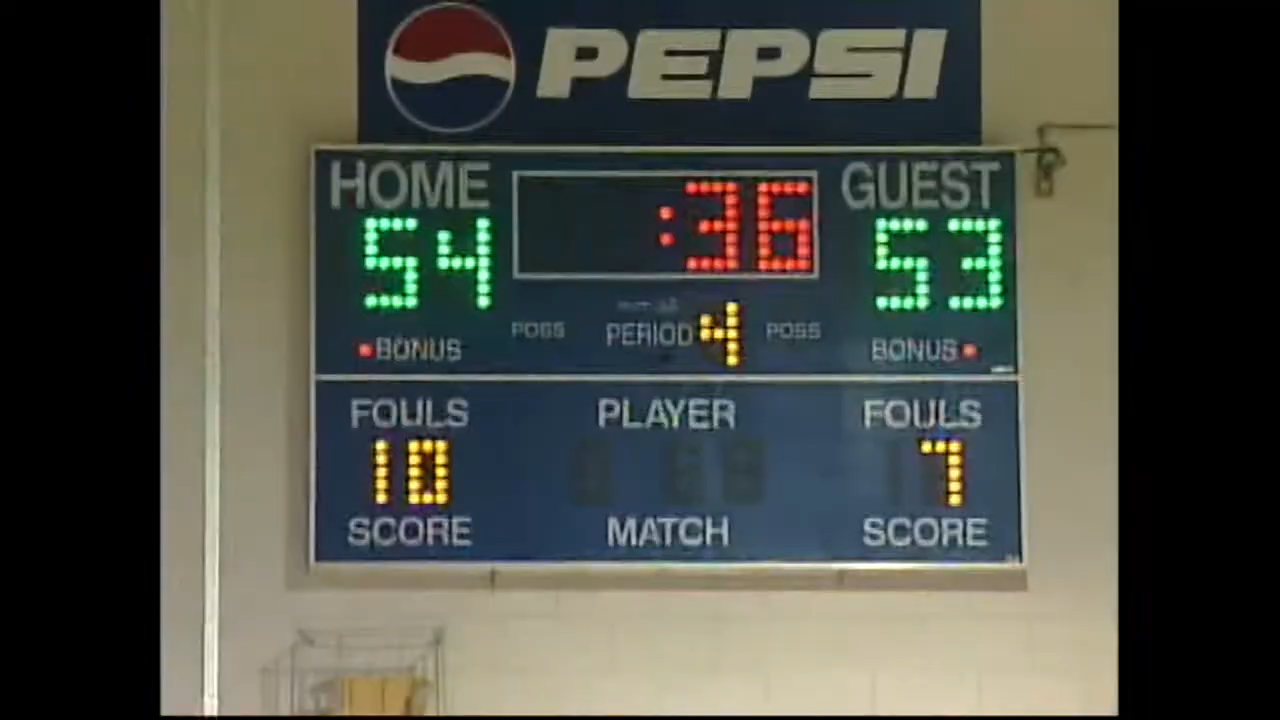 PEPSI
HOME :36 GUEST
54 53
POSS PERIOD 4 POSS
BONUS BONUS
FOULS PLAYER FOULS
10 7
SCORE MATCH SCORE